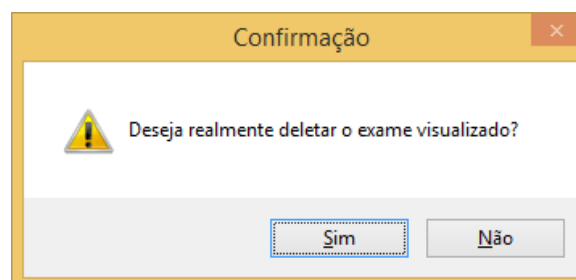 Confirmação
Deseja realmente deletar o exame visualizado?
Sim
Não